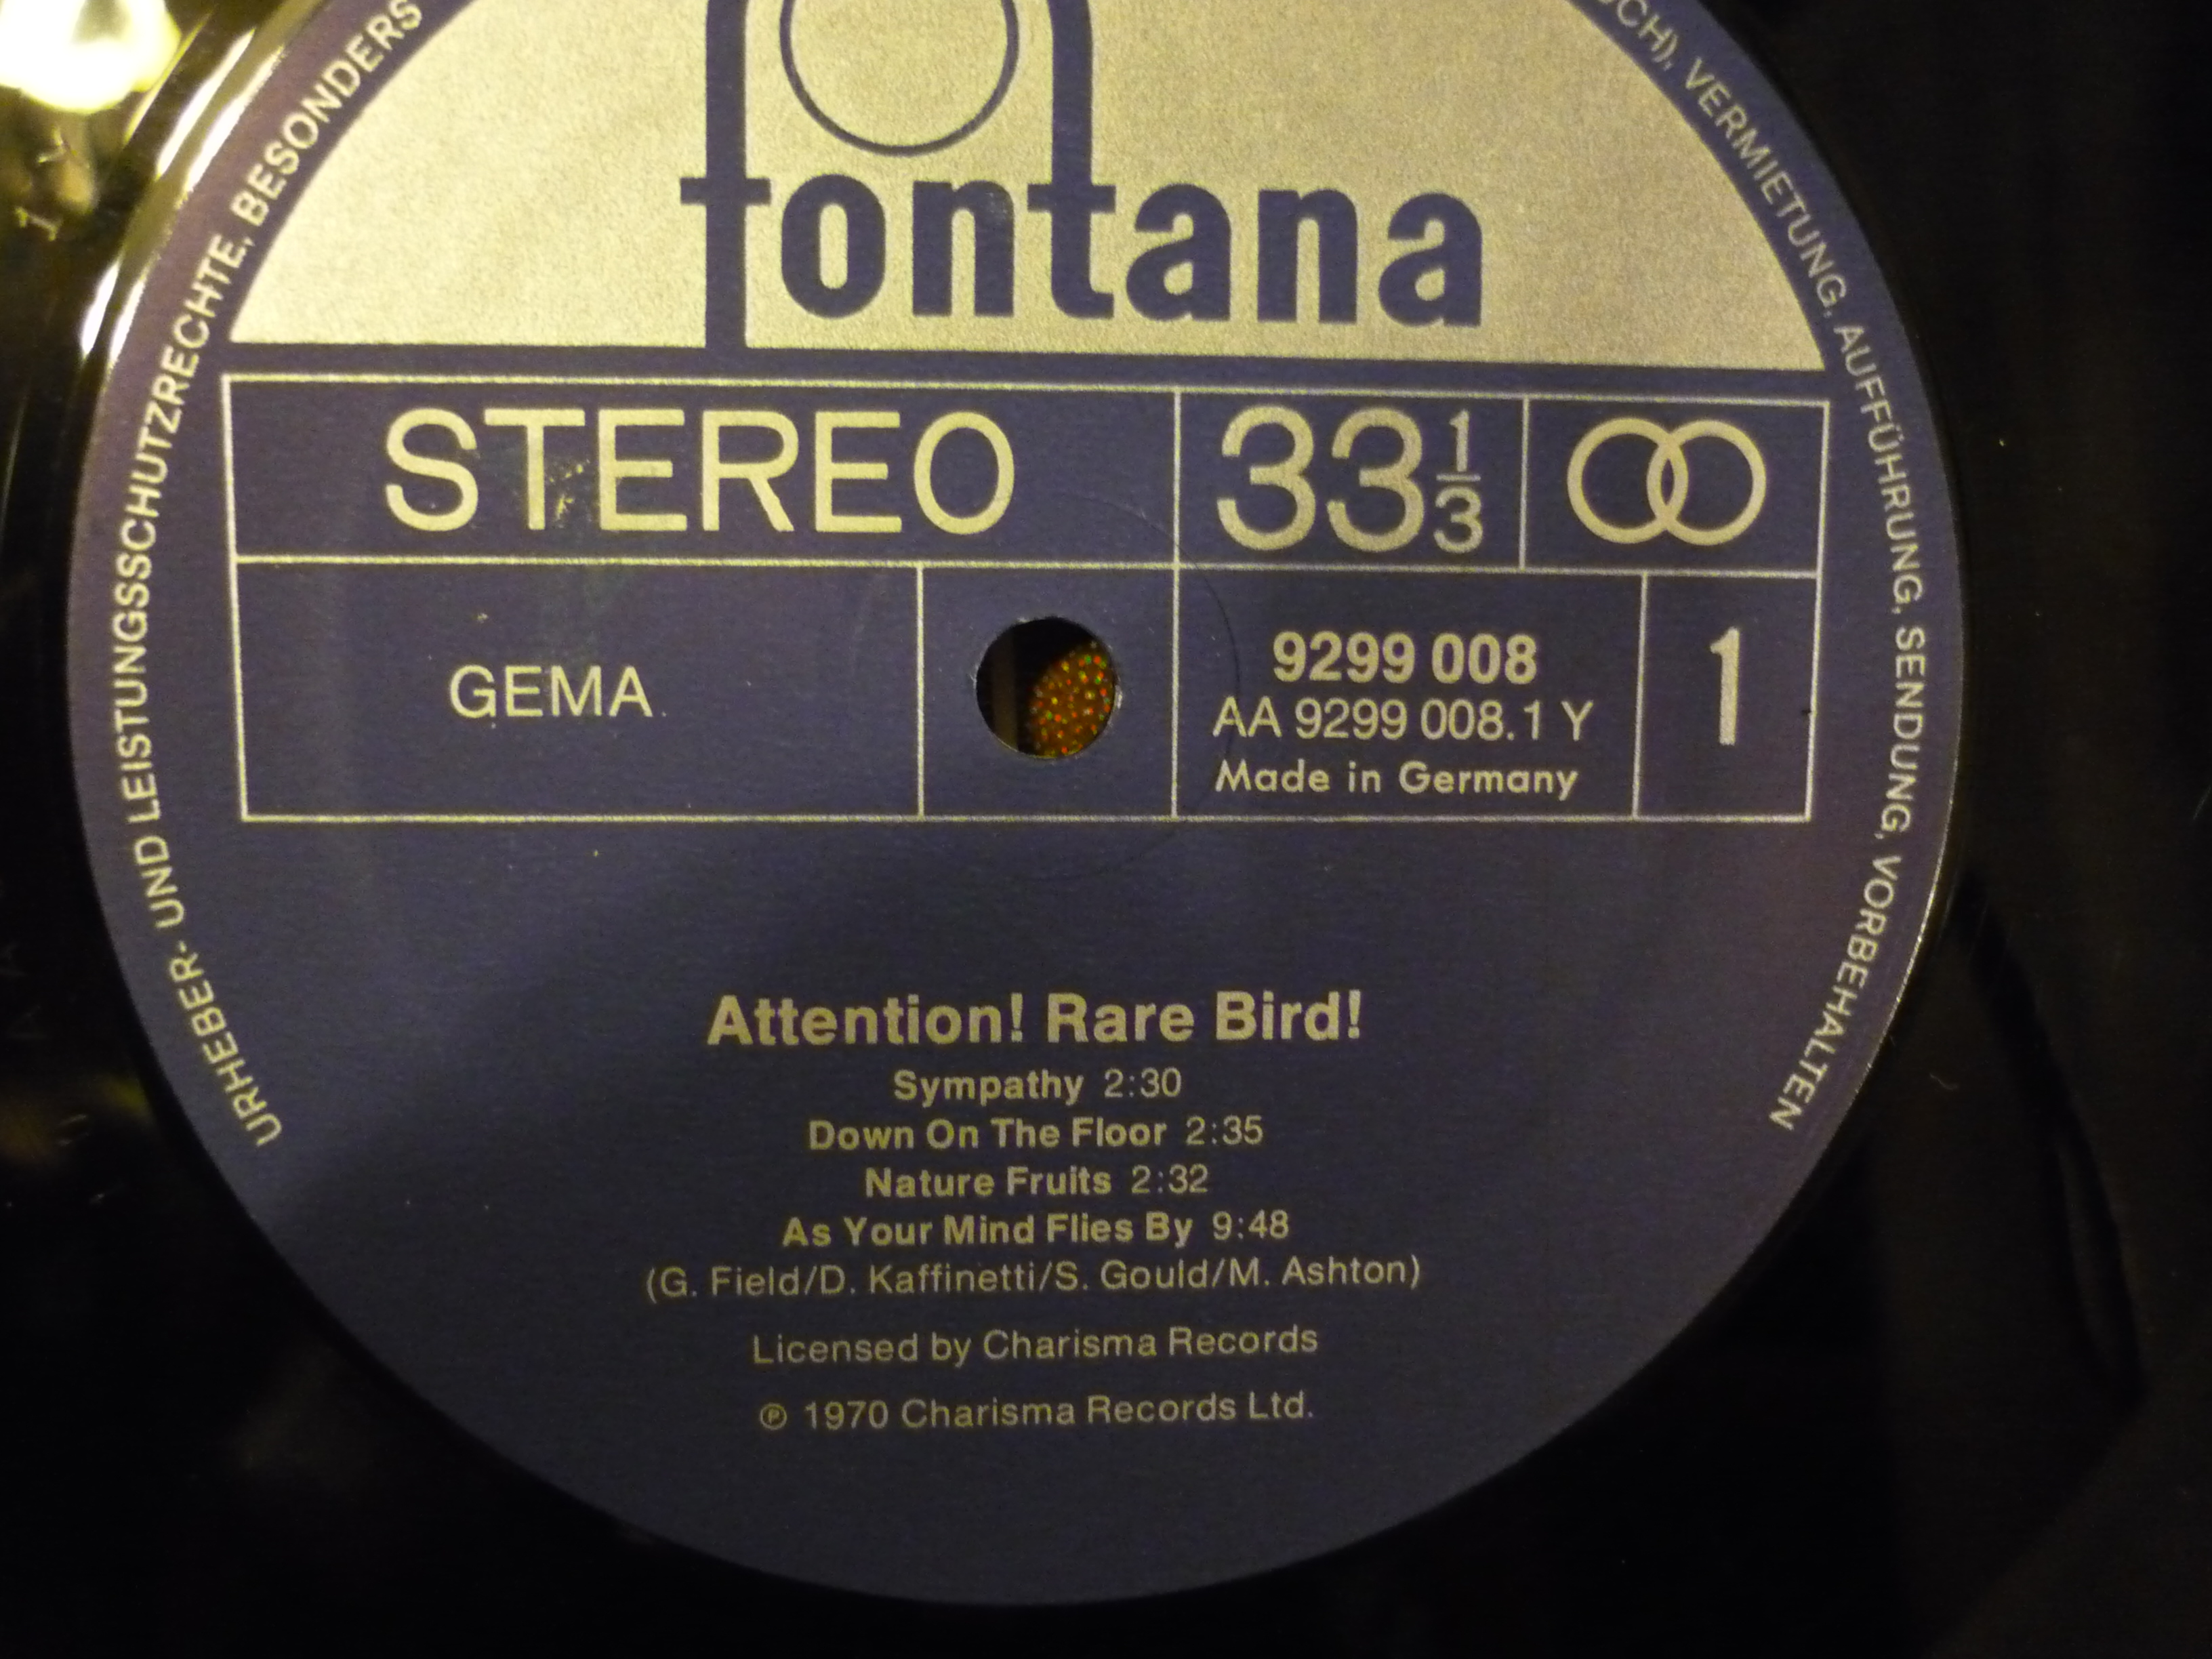 fontana
STEREO
33 1/3
GEMA
9299 008
AA 9299 008.1 Y
Made in Germany
1
Attention! Rare Bird!
Sympathy 2:30
Down On The Floor 2:35
Nature Fruits 2:32
As Your Mind Flies By 9:48
(G. Field/D. Kaffinetti/S. Gould/M. Ashton)
Licensed by Charisma Records
℗ 1970 Charisma Records Ltd.
URHEBER- UND LEISTUNGSSCHUTZRECHTE, BESONDERS
VERMIETUNG, AUFFÜHRUNG, SENDUNG, VORBEHALTEN